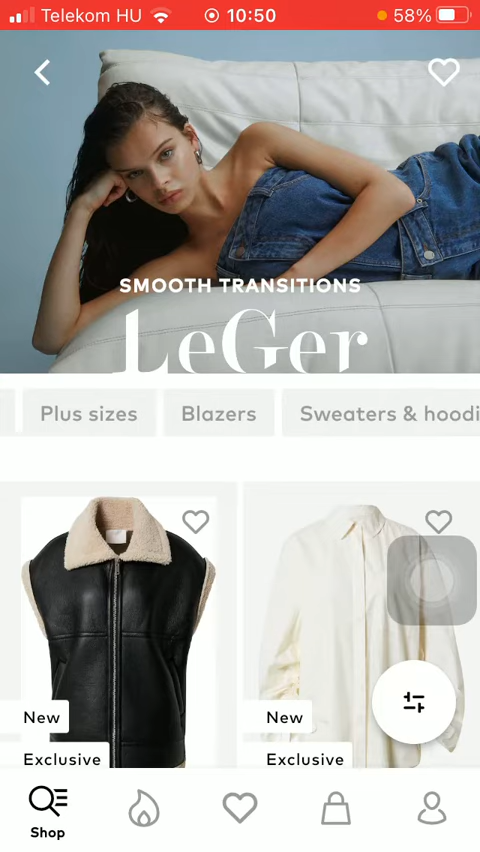 Telekom HU 10:50 58%
SMOOTH TRANSITIONS
LeGer
Plus sizes Blazers Sweaters & hoodi
New New
Exclusive Exclusive
Shop